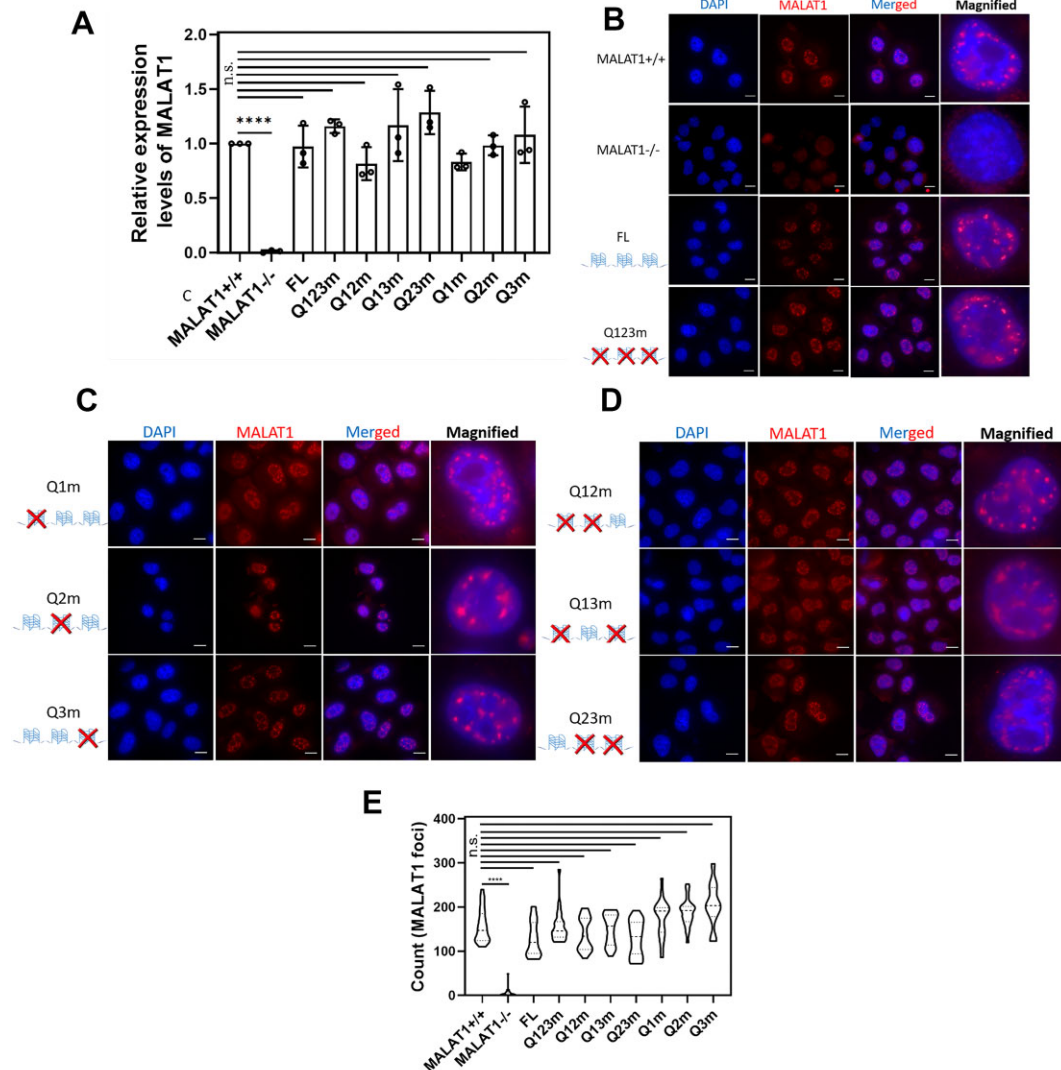 A
Relative expression
levels of MALAT1
2.0
1.5
1.0
0.5
0.0
n.s.
****
C
MALAT1+/+
MALAT1-/-
FL
Q123m
Q12m
Q13m
Q23m
Q1m
Q2m
Q3m
B
DAPI MALAT1 Merged Magnified
MALAT1+/+
MALAT1-/-
FL
Q123m
C
DAPI MALAT1 Merged Magnified
Q1m
Q2m
Q3m
D
DAPI MALAT1 Merged Magnified
Q12m
Q13m
Q23m
E
Count (MALAT1 foci)
400
300
200
100
0
n.s.
****
MALAT1+/+
MALAT1-/-
FL
Q123m
Q12m
Q13m
Q23m
Q1m
Q2m
Q3m